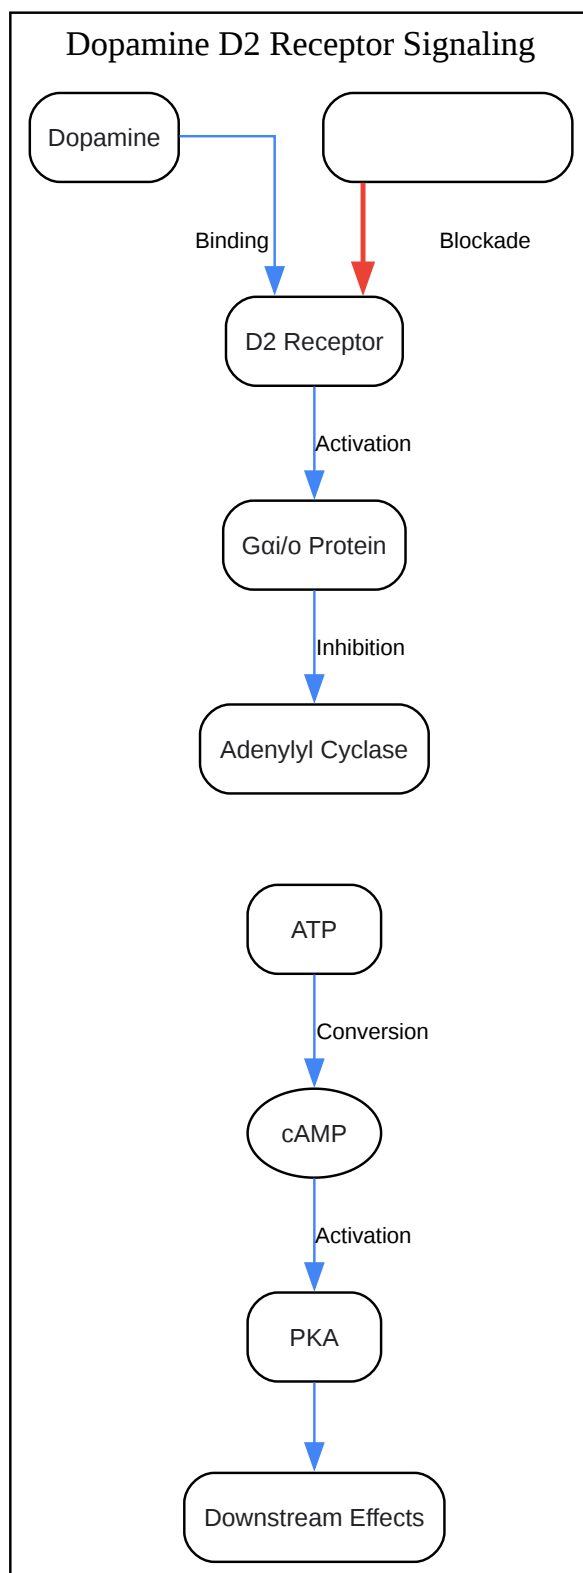 Dopamine D2 Receptor Signaling
Dopamine
Binding
Blockade
D2 Receptor
Activation
Gαi/o Protein
Inhibition
Adenylyl Cyclase
ATP
Conversion
cAMP
Activation
PKA
Downstream Effects